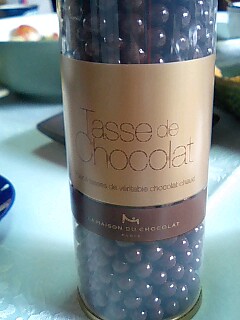 Tasse de
Chocolat
de véritable chocolat chaud
LA MAISON DU CHOCOLAT
PARIS